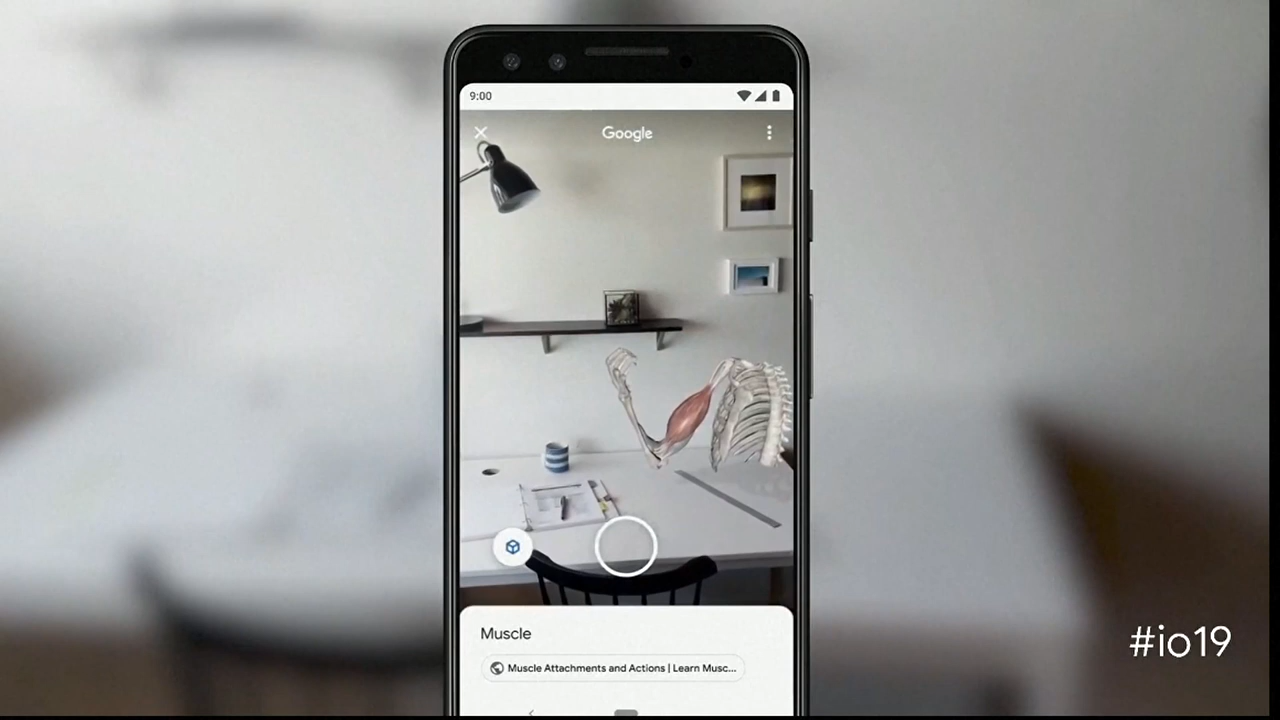 9:00
Google
#io19
Muscle
Muscle Attachments and Actions | Learn Musc...